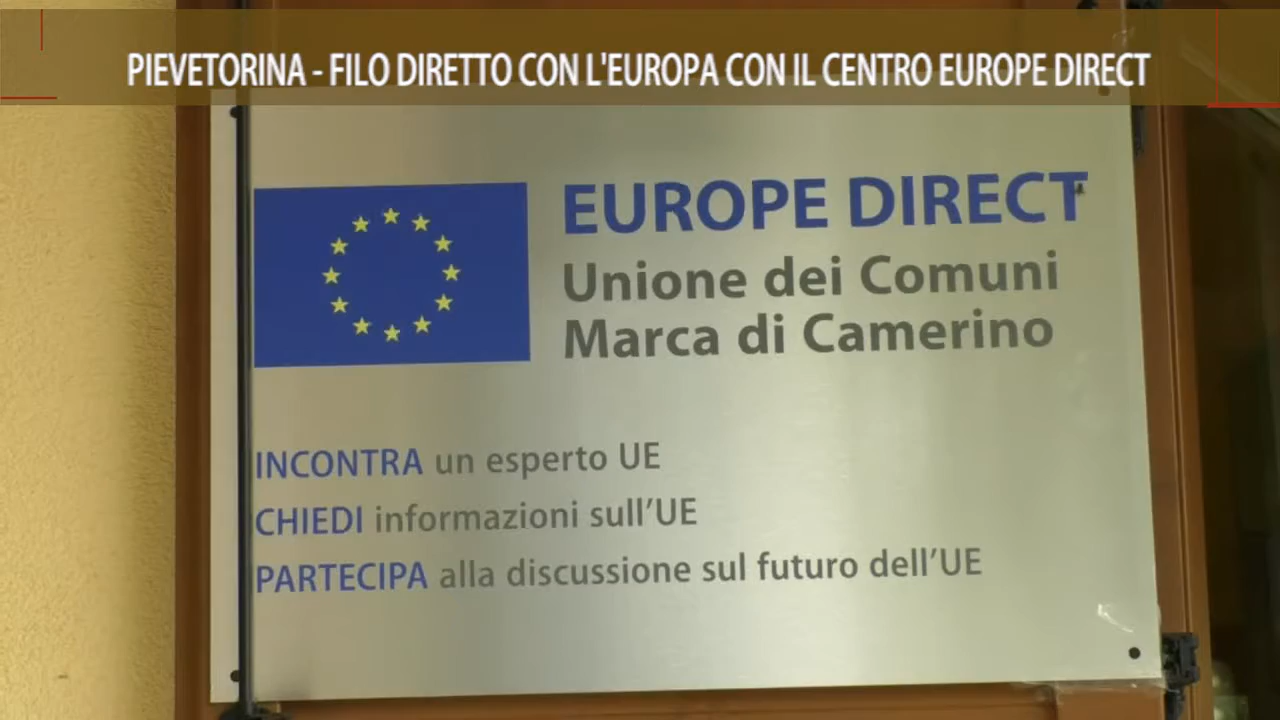 PIEVETORINA - FILO DIRETTO CON L'EUROPA CON IL CENTRO EUROPE DIRECT
EUROPE DIRECT
Unione dei Comuni
Marca di Camerino
INCONTRA un esperto UE
CHIEDI informazioni sull’UE
PARTECIPA alla discussione sul futuro dell’UE